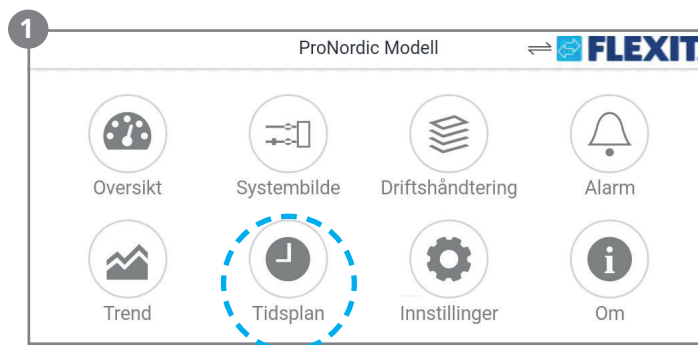 1
ProNordic Modell FLEXIT
Oversikt Systembilde Driftshåndtering Alarm
Trend Tidsplan Innstillinger Om